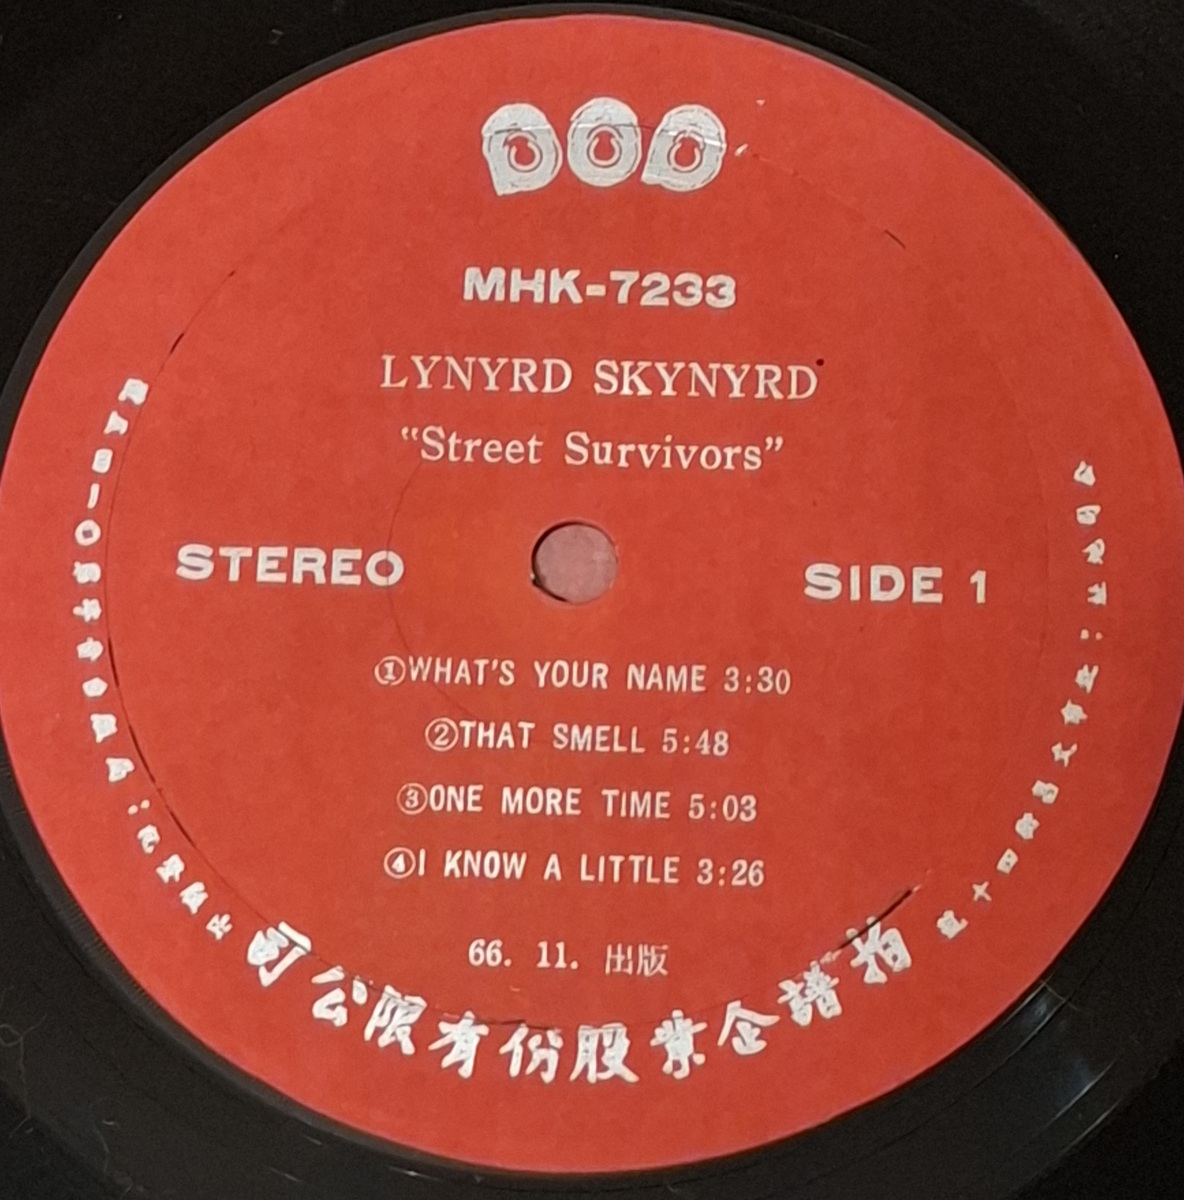 POP
MHK-7233
LYNYRD SKYNYRD
“Street Survivors”
STEREO
SIDE 1
①WHAT'S YOUR NAME 3:30
②THAT SMELL 5:48
③ONE MORE TIME 5:03
④I KNOW A LITTLE 3:26
66. 11. 出版
拍譜企業股份有限公司